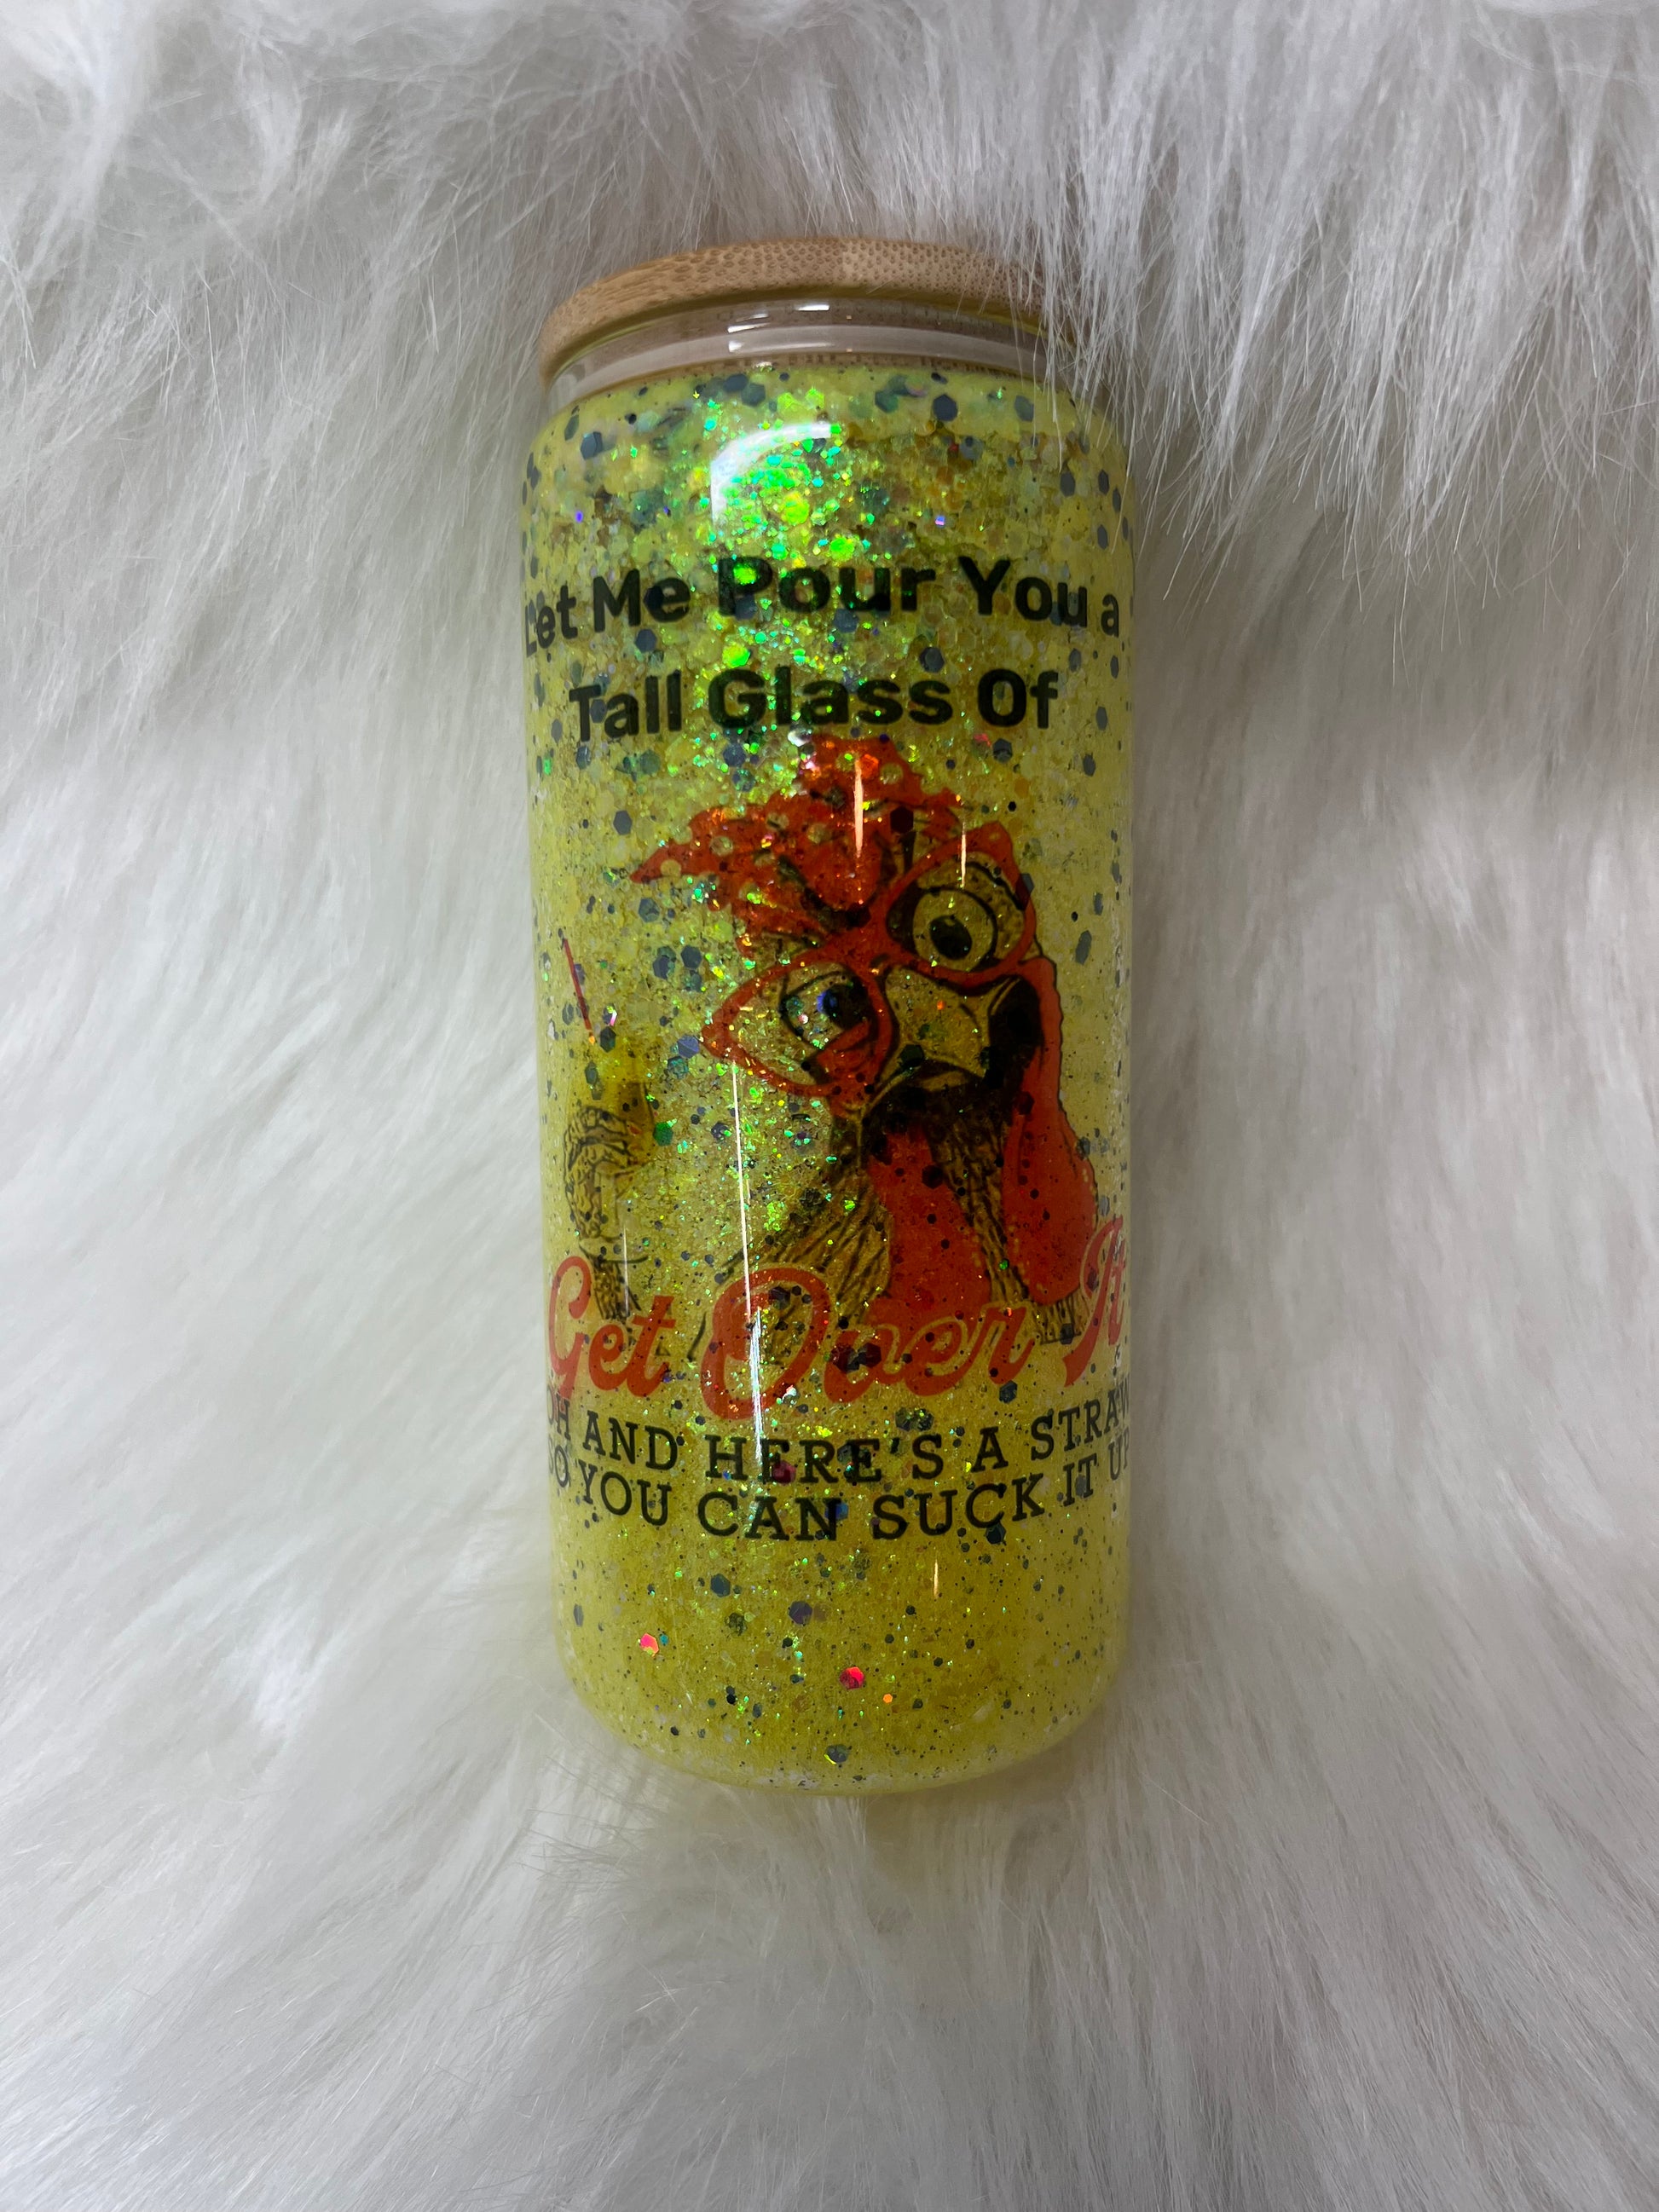 Let Me Pour You a
Tall Glass Of
Get Over It
OH AND HERE'S A STRAW
SO YOU CAN SUCK IT UP